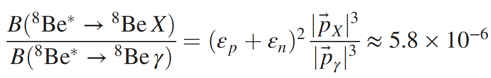 B(⁸Be* → ⁸Be X) / B(⁸Be* → ⁸Be γ) = (ε_p + ε_n)² |p⃗_X|³ / |p⃗_γ|³ ≈ 5.8 × 10⁻⁶